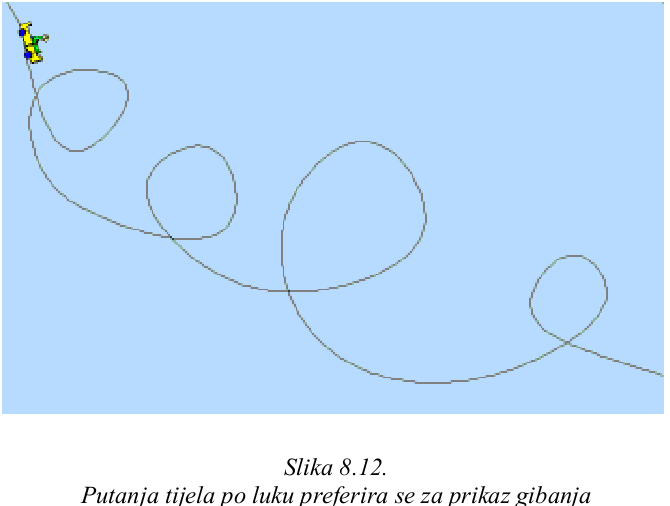 Slika 8.12.
Putanja tijela po luku preferira se za prikaz gibanja